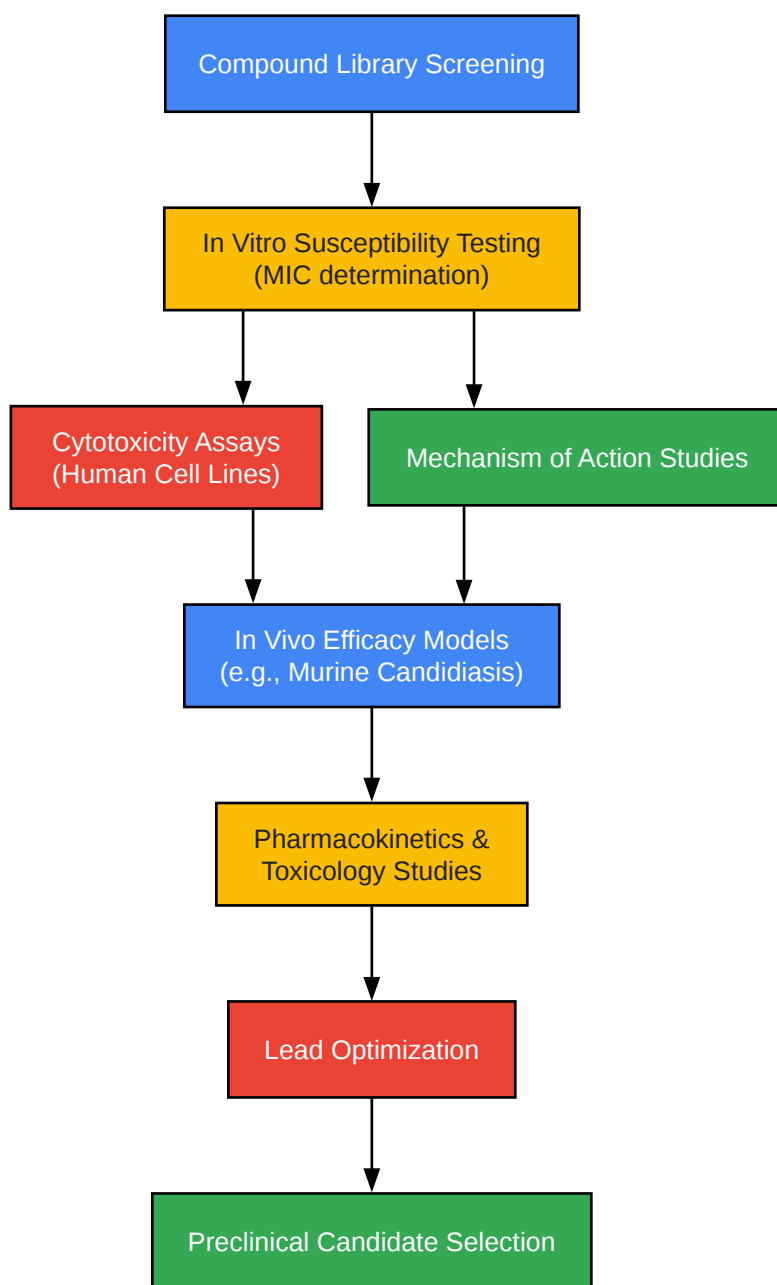 Compound Library Screening
In Vitro Susceptibility Testing
(MIC determination)
Cytotoxicity Assays
(Human Cell Lines)
Mechanism of Action Studies
In Vivo Efficacy Models
(e.g., Murine Candidiasis)
Pharmacokinetics &
Toxicology Studies
Lead Optimization
Preclinical Candidate Selection